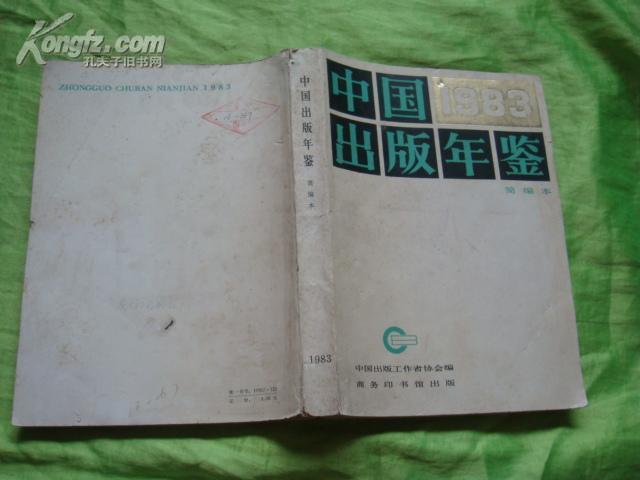 Kongfz.com
孔夫子旧书网
ZHONGGUO CHUBAN NIANJIAN 1983
中国出版年鉴
简编本
1983
中国 1983
出版年鉴
简编本
中国出版工作者协会编
商务印书馆出版